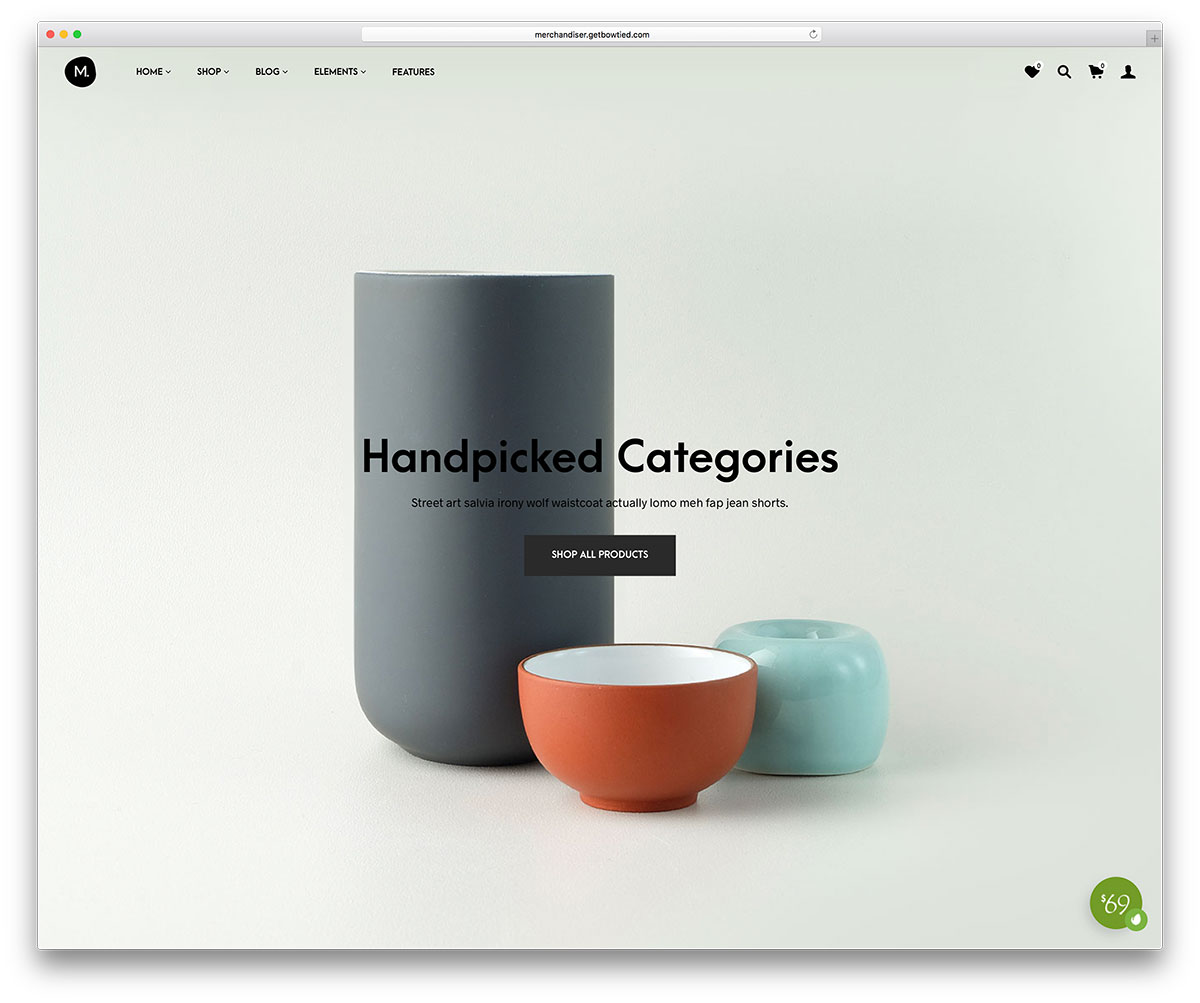 merchandiser.getbowtied.com
M.
HOME SHOP BLOG ELEMENTS FEATURES
0 0
Handpicked Categories
Street art salvia irony wolf waistcoat actually lomo meh fap jean shorts.
SHOP ALL PRODUCTS
$69